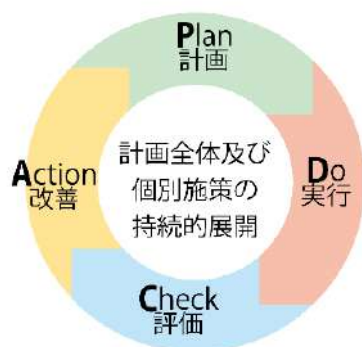 Plan
計画
Do
実行
Check
評価
Action
改善
計画全体及び
個別施策の
持続的展開